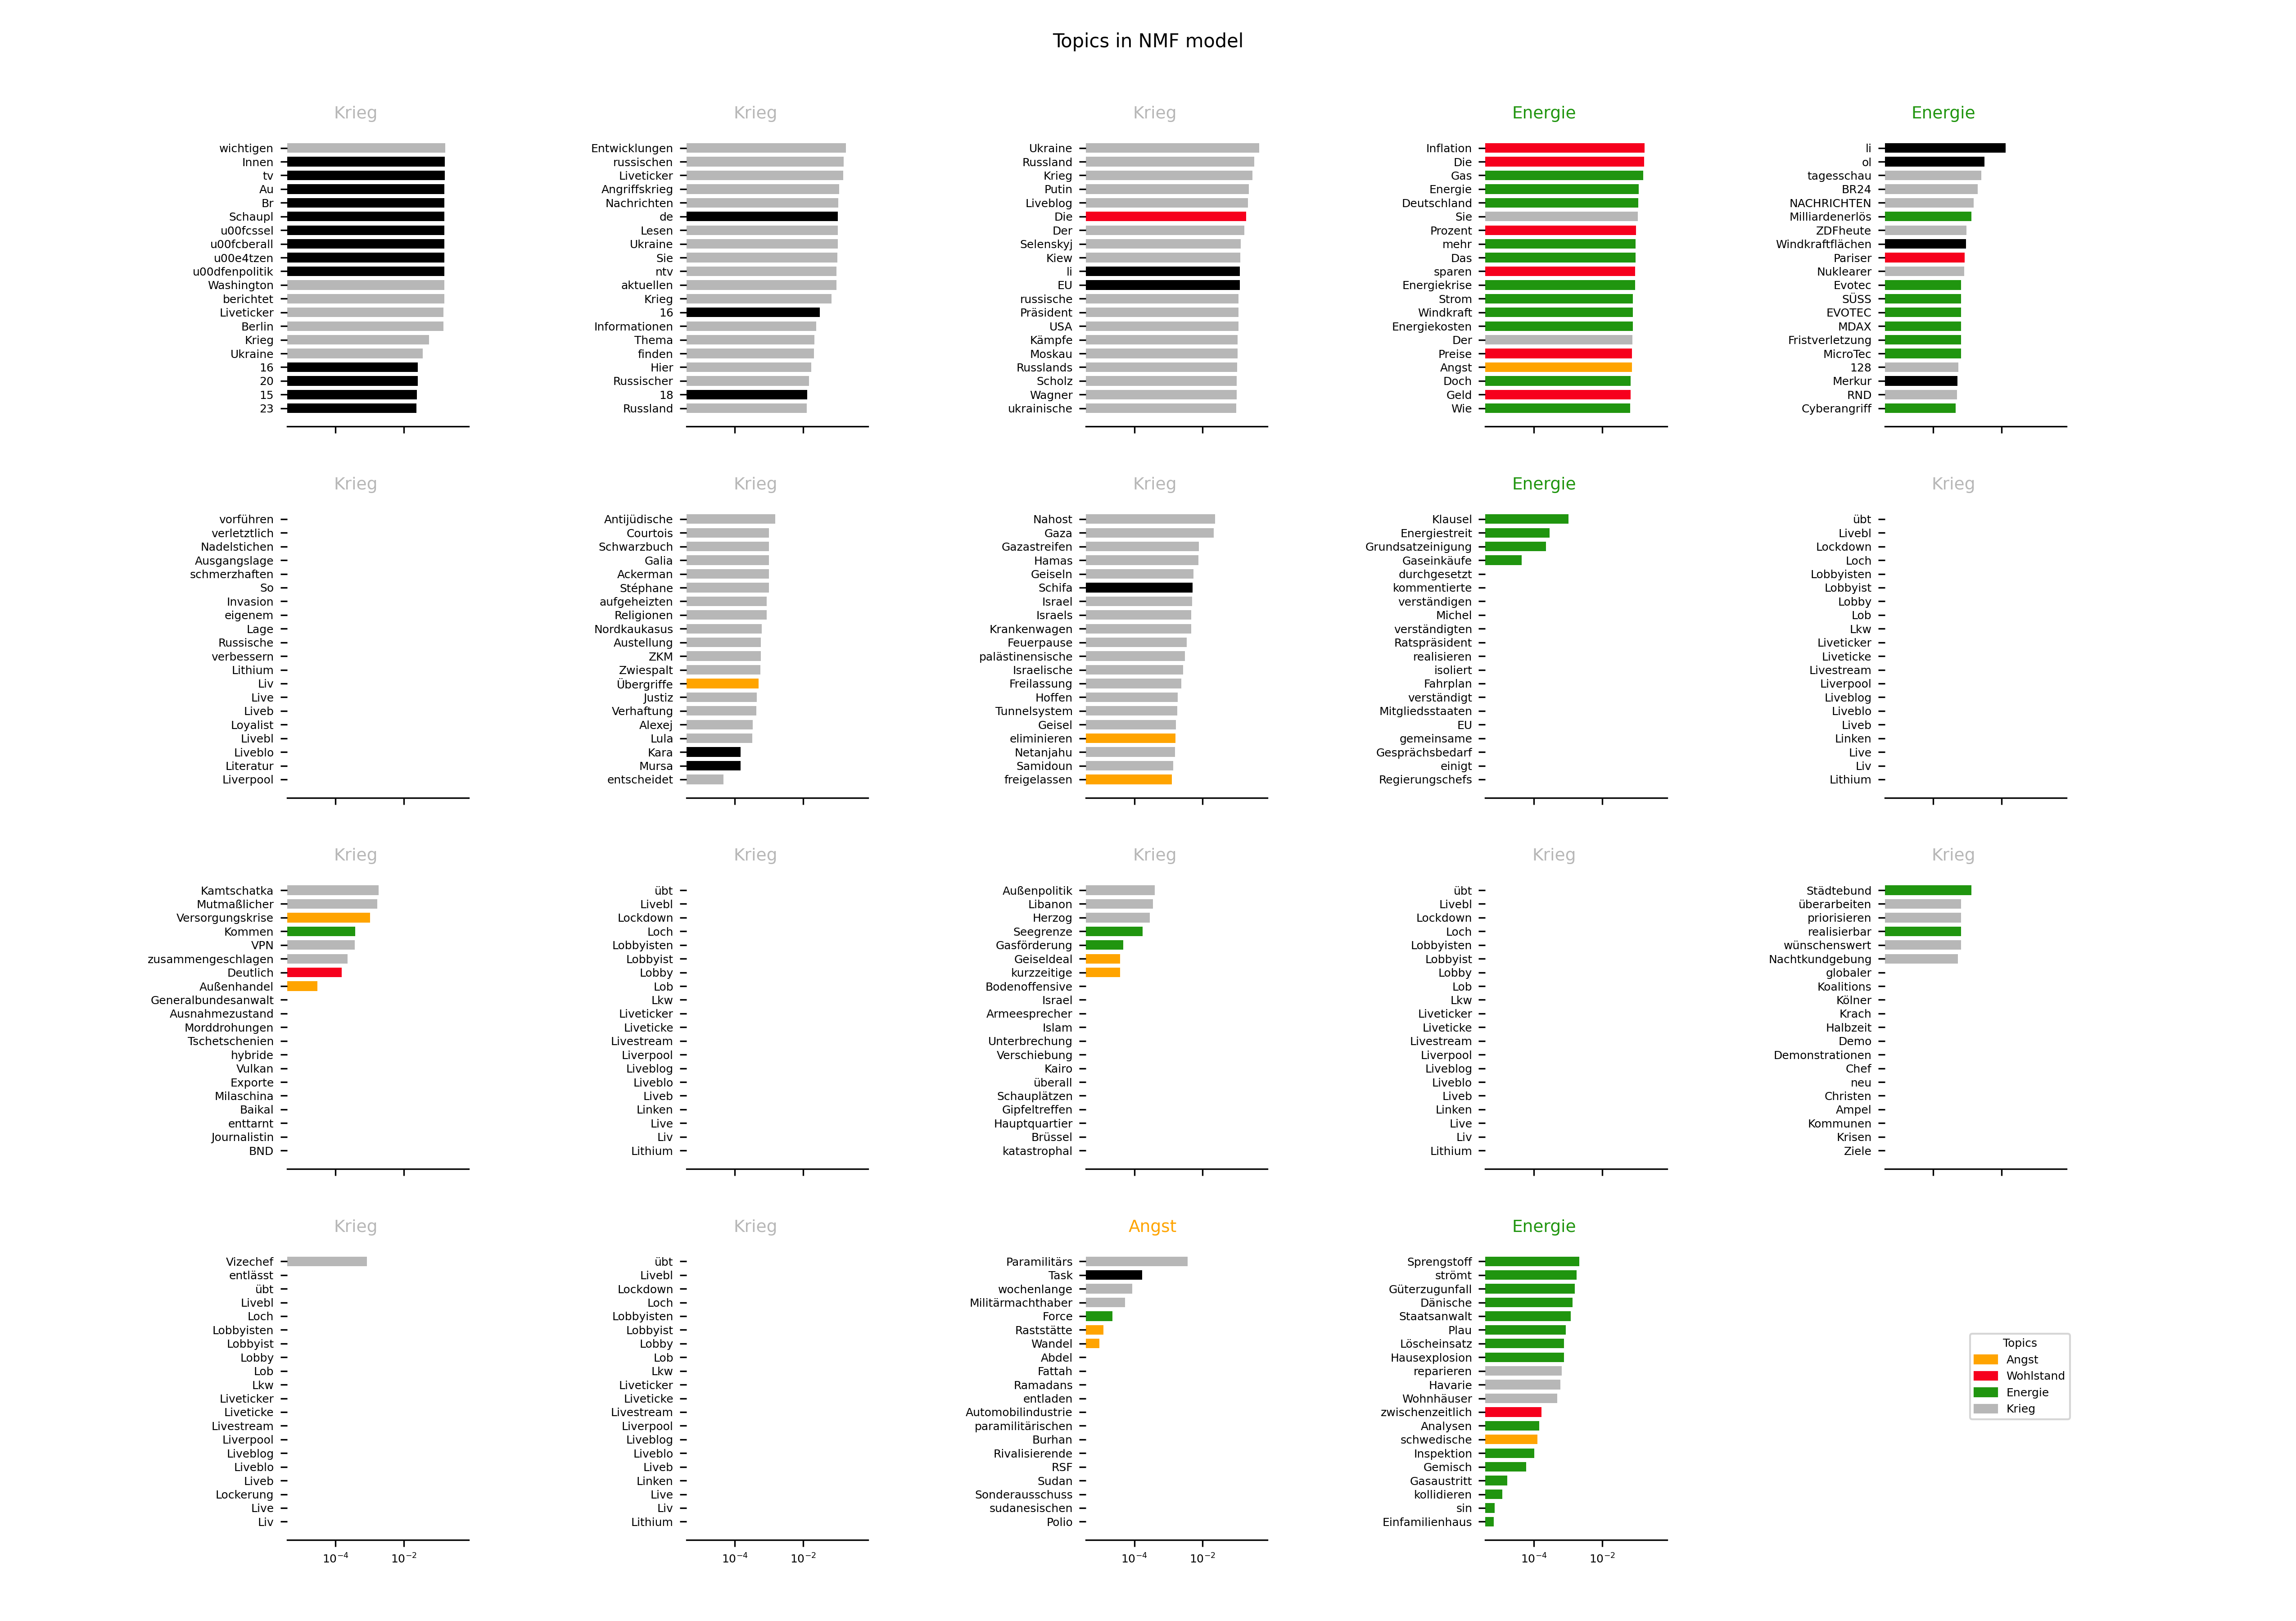 Topics in NMF model
Krieg
wichtigen
Innen
tv
Au
Br
Schaupl
u00fcssel
u00fcberall
u00e4tzen
u00dfenpolitik
Washington
berichtet
Liveticker
Berlin
Krieg
Ukraine
16
20
15
23
Krieg
Entwicklungen
russischen
Liveticker
Angriffskrieg
Nachrichten
de
Lesen
Ukraine
Sie
ntv
aktuellen
Krieg
16
Informationen
Thema
finden
Hier
Russischer
18
Russland
Krieg
Ukraine
Russland
Krieg
Putin
Liveblog
Die
Der
Selenskyj
Kiew
li
EU
russische
Präsident
USA
Kämpfe
Moskau
Russlands
Scholz
Wagner
ukrainische
Energie
Inflation
Die
Gas
Energie
Deutschland
Sie
Prozent
mehr
Das
sparen
Energiekrise
Strom
Windkraft
Energiekosten
Der
Preise
Angst
Doch
Geld
Wie
Energie
li
ol
tagesschau
BR24
NACHRICHTEN
Milliardenerlös
ZDFheute
Windkraftflächen
Pariser
Nuklearer
Evotec
SÜSS
EVOTEC
MDAX
Fristverletzung
MicroTec
128
Merkur
RND
Cyberangriff
Krieg
vorführen
verletztlich
Nadelstichen
Ausgangslage
schmerzhaften
So
Invasion
eigenem
Lage
Russische
verbessern
Lithium
Liv
Live
Liveb
Loyalist
Livebl
Liveblo
Literatur
Liverpool
Krieg
Antijüdische
Courtois
Schwarzbuch
Galia
Ackerman
Stéphane
aufgeheizten
Religionen
Nordkaukasus
Austellung
ZKM
Zwiespalt
Übergriffe
Justiz
Verhaftung
Alexej
Lula
Kara
Mursa
entscheidet
Krieg
Nahost
Gaza
Gazastreifen
Hamas
Geiseln
Schifa
Israel
Israels
Krankenwagen
Feuerpause
palästinensische
Israelische
Freilassung
Hoffen
Tunnelsystem
Geisel
eliminieren
Netanjahu
Samidoun
freigelassen
Energie
Klausel
Energiestreit
Grundsatzeinigung
Gaseinkäufe
durchgesetzt
kommentierte
verständigen
Michel
verständigten
Ratspräsident
realisieren
isoliert
Fahrplan
verständigt
Mitgliedsstaaten
EU
gemeinsame
Gesprächsbedarf
einigt
Regierungschefs
Krieg
übt
Livebl
Lockdown
Loch
Lobbyisten
Lobbyist
Lobby
Lob
Lkw
Liveticker
Liveticke
Livestream
Liverpool
Liveblog
Liveblo
Liveb
Linken
Live
Liv
Lithium
Krieg
Kamtschatka
Mutmaßlicher
Versorgungskrise
Kommen
VPN
zusammengeschlagen
Deutlich
Außenhandel
Generalbundesanwalt
Ausnahmezustand
Morddrohungen
Tschetschenien
hybride
Vulkan
Exporte
Milaschina
Baikal
enttarnt
Journalistin
BND
Krieg
übt
Livebl
Lockdown
Loch
Lobbyisten
Lobbyist
Lobby
Lob
Lkw
Liveticker
Liveticke
Livestream
Liverpool
Liveblog
Liveblo
Liveb
Linken
Live
Liv
Lithium
Krieg
Außenpolitik
Libanon
Herzog
Seegrenze
Gasförderung
Geiseldeal
kurzzeitige
Bodenoffensive
Israel
Armeesprecher
Islam
Unterbrechung
Verschiebung
Kairo
überall
Schauplätzen
Gipfeltreffen
Hauptquartier
Brüssel
katastrophal
Krieg
übt
Livebl
Lockdown
Loch
Lobbyisten
Lobbyist
Lobby
Lob
Lkw
Liveticker
Liveticke
Livestream
Liverpool
Liveblog
Liveblo
Liveb
Linken
Live
Liv
Lithium
Krieg
Städtebund
überarbeiten
priorisieren
realisierbar
wünschenswert
Nachtkundgebung
globaler
Koalitions
Kölner
Krach
Halbzeit
Demo
Demonstrationen
Chef
neu
Christen
Ampel
Kommunen
Krisen
Ziele
Krieg
Vizechef
entlässt
übt
Livebl
Loch
Lobbyisten
Lobbyist
Lobby
Lob
Lkw
Liveticker
Liveticke
Livestream
Liverpool
Liveblog
Liveblo
Liveb
Lockerung
Live
Liv
10⁻⁴ 10⁻²
Krieg
übt
Livebl
Lockdown
Loch
Lobbyisten
Lobbyist
Lobby
Lob
Lkw
Liveticker
Liveticke
Livestream
Liverpool
Liveblog
Liveblo
Liveb
Linken
Live
Liv
Lithium
10⁻⁴ 10⁻²
Angst
Paramilitärs
Task
wochenlange
Militärmachthaber
Force
Raststätte
Wandel
Abdel
Fattah
Ramadans
entladen
Automobilindustrie
paramilitärischen
Burhan
Rivalisierende
RSF
Sudan
Sonderausschuss
sudanesischen
Polio
10⁻⁴ 10⁻²
Energie
Sprengstoff
strömt
Güterzugunfall
Dänische
Staatsanwalt
Plau
Löscheinsatz
Hausexplosion
reparieren
Havarie
Wohnhäuser
zwischenzeitlich
Analysen
schwedische
Inspektion
Gemisch
Gasaustritt
kollidieren
sin
Einfamilienhaus
10⁻⁴ 10⁻²
Topics
Angst
Wohlstand
Energie
Krieg